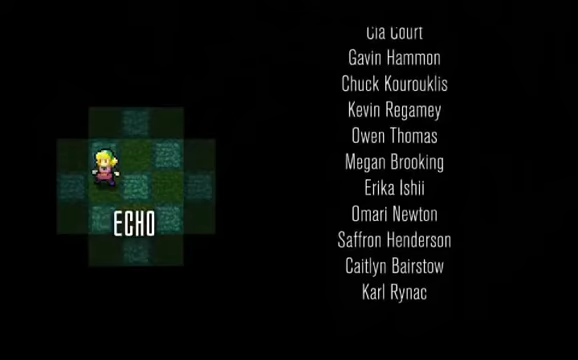 Cia Court
Gavin Hammon
Chuck Kourouklis
Kevin Regamey
Owen Thomas
Megan Brooking
Erika Ishii
Omari Newton
Saffron Henderson
Caitlyn Bairstow
Karl Rynac
ECHO